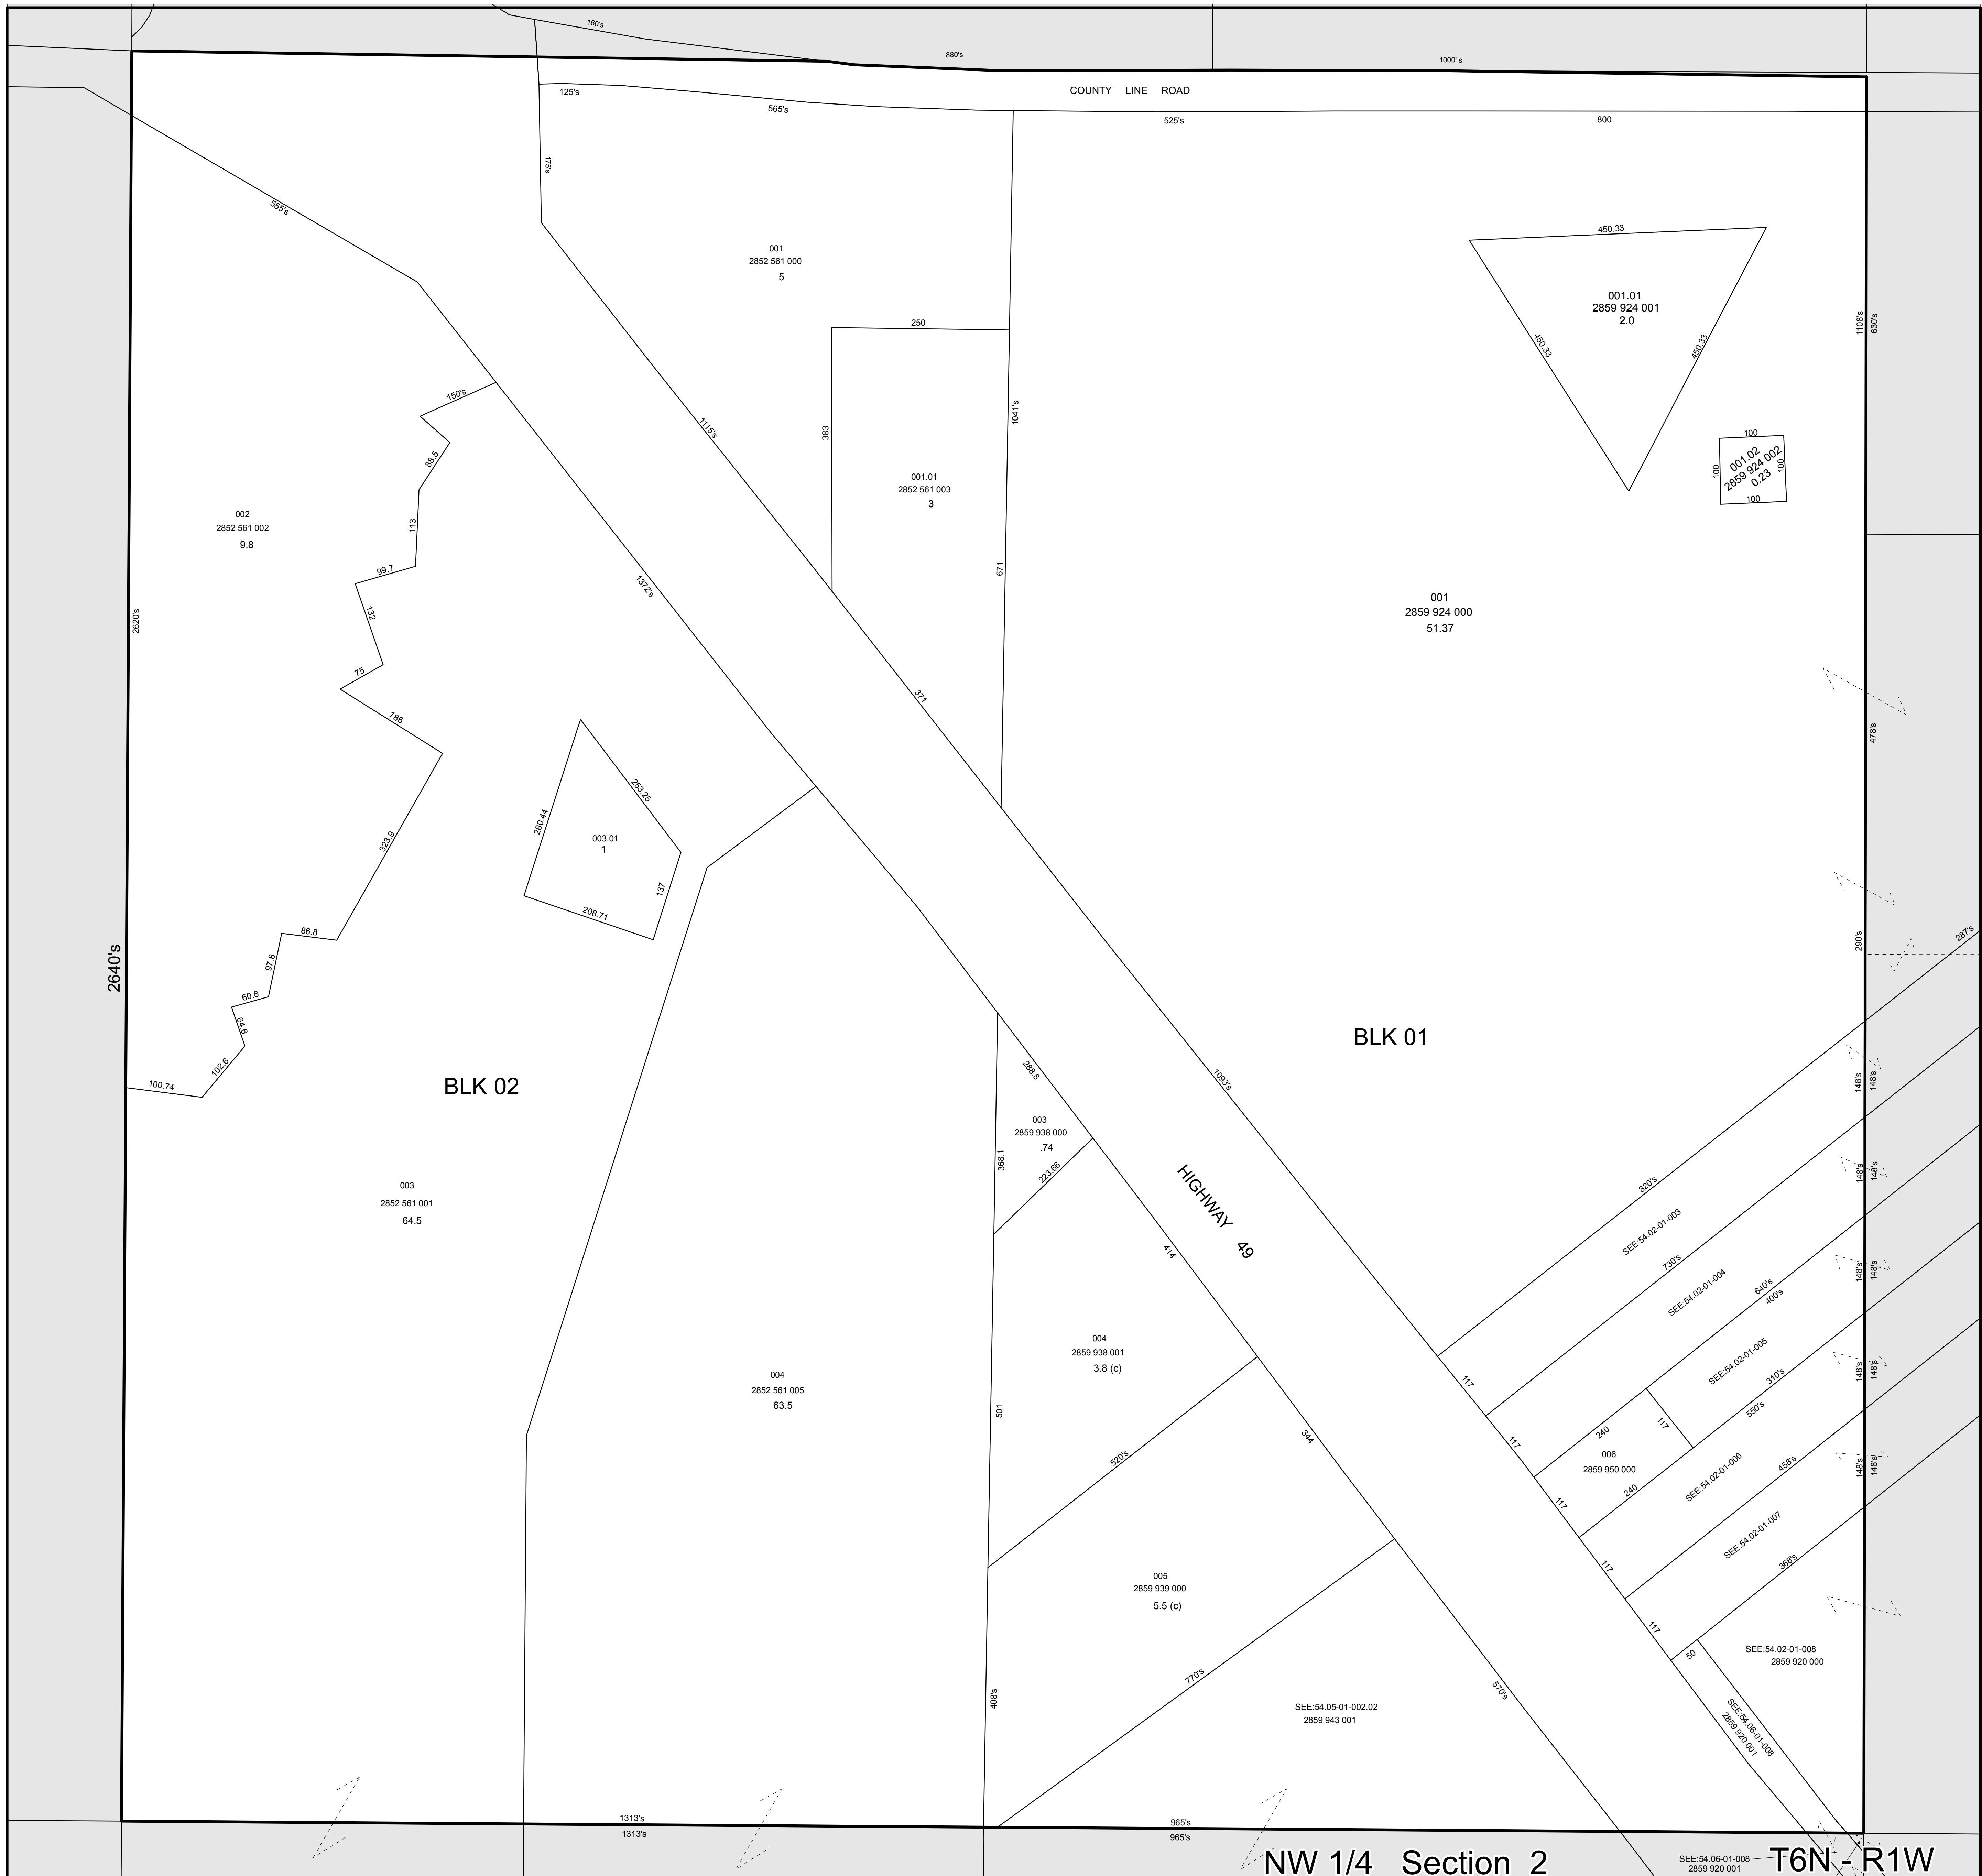 160's
880's
1000' s
COUNTY LINE ROAD
125's
565's
525's
800
175's
555's
450.33
001
2852 561 000
5
001.01
2859 924 001
2.0
1108's
630's
250
450.33
450.33
150's
1115's
383
1041's
100
100
001.02
2859 924 002
0.23
100
100
88.5
001.01
2852 561 003
3
002
2852 561 002
9.8
113
99.7
671
1372's
132
2620's
001
2859 924 000
51.37
75
186
371
478's
253.25
280.44
323.9
003.01
1
137
208.71
86.8
97.8
290's
287's
2640's
60.8
64.6
102.6
100.74
BLK 02
BLK 01
288.8
1093's
148's
148's
003
2859 938 000
.74
368.1
223.66
HIGHWAY 49
148's
148's
820's
003
2852 561 001
64.5
SEE:54.02-01-003
414
730's
148's
148's
SEE:54.02-01-004
640's
400's
004
2859 938 001
3.8 (c)
SEE:54.02-01-005
148's
148's
004
2852 561 005
63.5
117
310's
501
550's
117
240
117
344
520's
006
2859 950 000
SEE:54.02-01-006
458's
148's
148's
240
117
SEE:54.02-01-007
117
368's
005
2859 939 000
5.5 (c)
117
50
SEE:54.02-01-008
2859 920 000
770's
408's
570's
SEE:54.05-01-002.02
2859 943 001
SEE:54.06-01-008
2859 920 001
1313's
1313's
965's
965's
NW 1/4 Section 2
SEE:54.06-01-008
2859 920 001
T6N - R1W